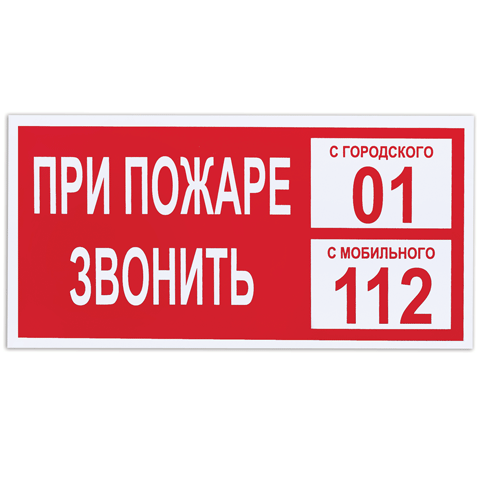 ПРИ ПОЖАРЕ
ЗВОНИТЬ
С ГОРОДСКОГО
01
С МОБИЛЬНОГО
112